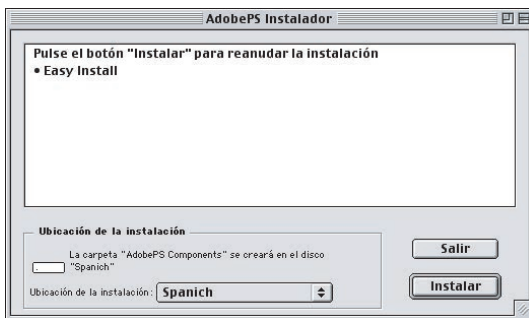 AdobePS Instalador
Pulse el botón "Instalar" para reanudar la instalación
• Easy Install
Ubicación de la instalación
La carpeta "AdobePS Components" se creará en el disco
"Spanich"
Ubicación de la instalación: Spanich
Salir
Instalar